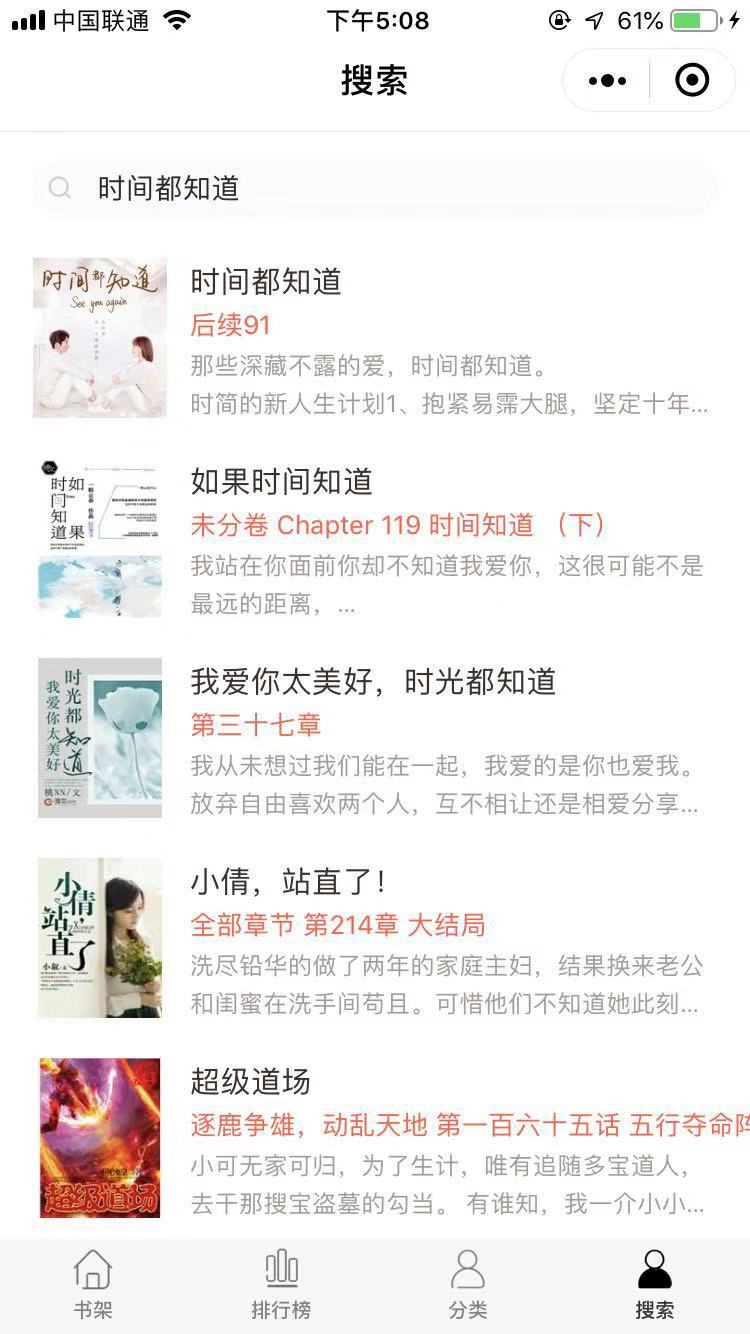 中国联通 下午5:08 61%
搜索
时间都知道
时间都知道
See you again
时间都知道
后续91
那些深藏不露的爱，时间都知道。
时简的新人生计划1、抱紧易霈大腿，坚定十年...
时如
间果
知
道
如果时间知道
未分卷 Chapter 119 时间知道 （下）
我站在你面前你却不知道我爱你，这很可能不是
最远的距离，...
时光都知道
我爱你太美好
桃NN/文
我爱你太美好，时光都知道
第三十七章
我从未想过我们能在一起，我爱的是你也爱我。
放弃自由喜欢两个人，互不相让还是相爱分享...
小倩
站直了
小叙
小倩，站直了！
全部章节 第214章 大结局
洗尽铅华的做了两年的家庭主妇，结果换来老公
和闺蜜在洗手间苟且。可惜他们不知道她此刻...
超级道场
超级道场
逐鹿争雄，动乱天地 第一百六十五话 五行夺命阵
小可无家可归，为了生计，唯有追随多宝道人，
去干那搜宝盗墓的勾当。 有谁知，我一介小小...
书架 排行榜 分类 搜索